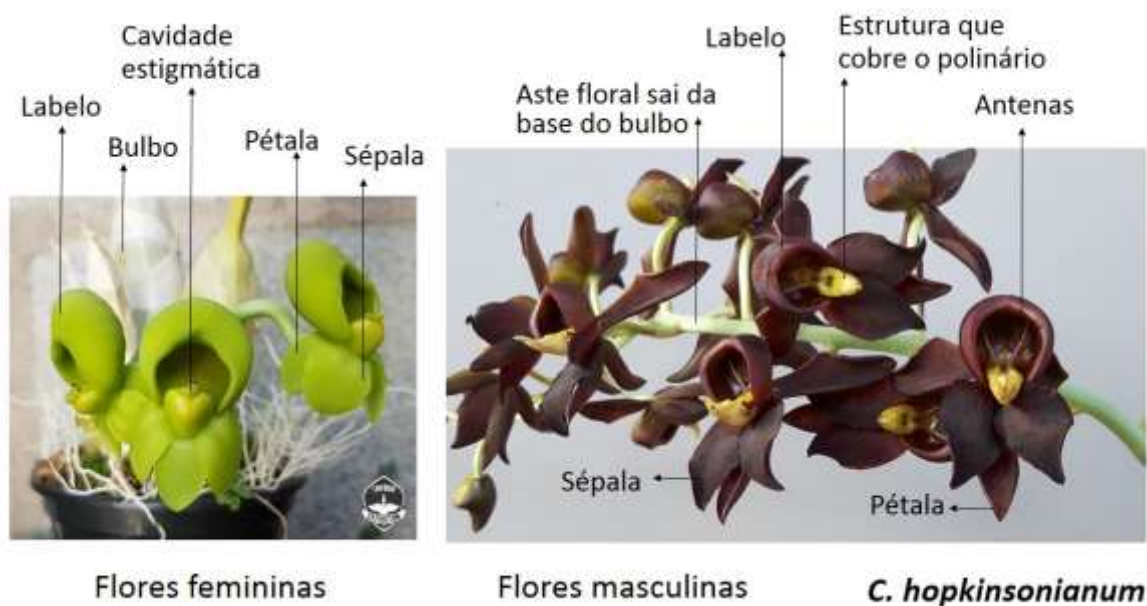 Cavidade
estigmática
Labelo
Bulbo
Pétala
Sépala
Labelo
Estrutura que
cobre o polinário
Aste floral sai da
base do bulbo
Antenas
Sépala
Pétala
Flores femininas
Flores masculinas
C. hopkinsonianum